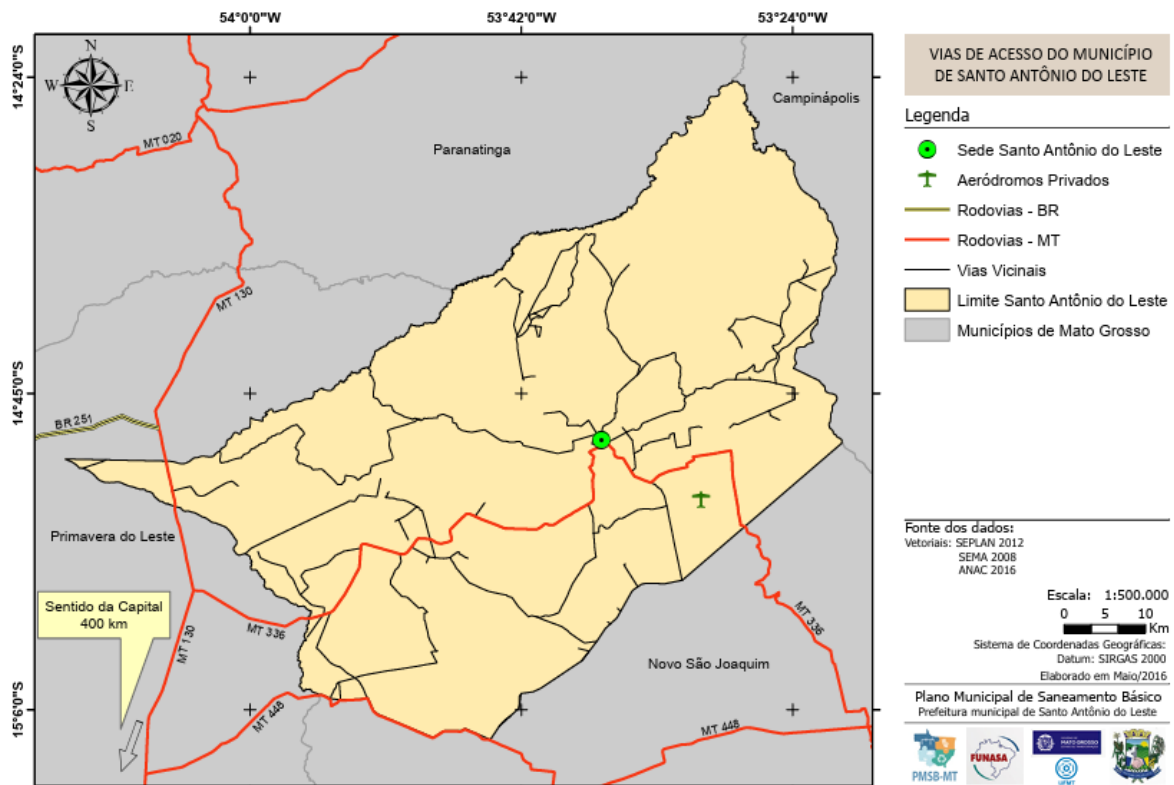 54°0'0"W
53°42'0"W
53°24'0"W
14°24'0"S
14°45'0"S
15°6'0"S
N
W
E
S
MT 020
Paranatinga
Campinápolis
MT 130
BR 251
Primavera do Leste
Sentido da Capital
400 km
MT 130
MT 336
MT 448
Novo São Joaquim
MT 336
MT 448
VIAS DE ACESSO DO MUNICÍPIO
DE SANTO ANTÔNIO DO LESTE
Legenda
Sede Santo Antônio do Leste
Aeródromos Privados
Rodovias - BR
Rodovias - MT
Vias Vicinais
Limite Santo Antônio do Leste
Municípios de Mato Grosso
Fonte dos dados:
Vetoriais: SEPLAN 2012
SEMA 2008
ANAC 2016
Escala: 1:500.000
0 5 10
Km
Sistema de Coordenadas Geográficas:
Datum: SIRGAS 2000
Elaborado em Maio/2016
Plano Municipal de Saneamento Básico
Prefeitura municipal de Santo Antônio do Leste
PMSB-MT
FUNASA
MATO GROSSO
UFMT